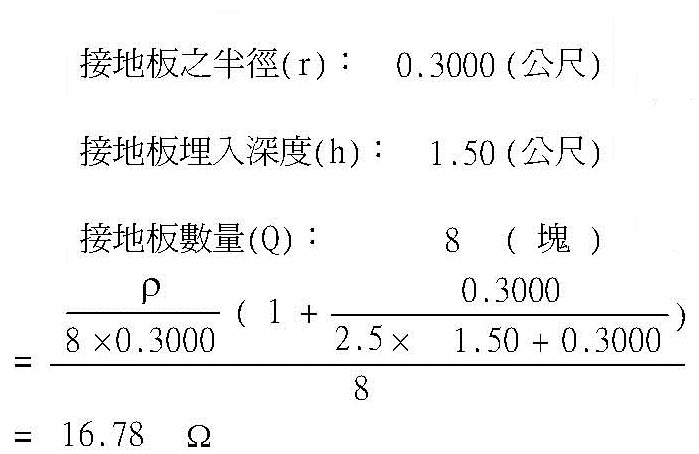 接地板之半徑(r)： 0.3000(公尺)
接地板埋入深度(h)： 1.50(公尺)
接地板數量(Q)： 8 ( 塊 )
ρ 0.3000
( 1 + )
8 ×0.3000 2.5× 1.50 + 0.3000
=
8
= 16.78 Ω